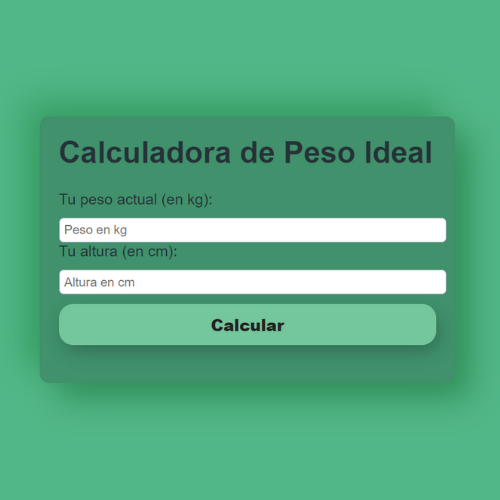 Calculadora de Peso Ideal
Tu peso actual (en kg):
Peso en kg
Tu altura (en cm):
Altura en cm
Calcular